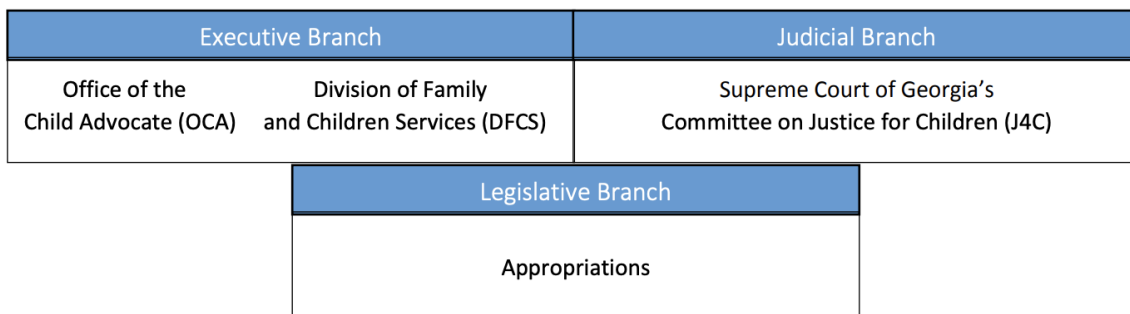 Executive Branch
Judicial Branch
Office of the
Child Advocate (OCA)
Division of Family
and Children Services (DFCS)
Supreme Court of Georgia’s
Committee on Justice for Children (J4C)
Legislative Branch
Appropriations